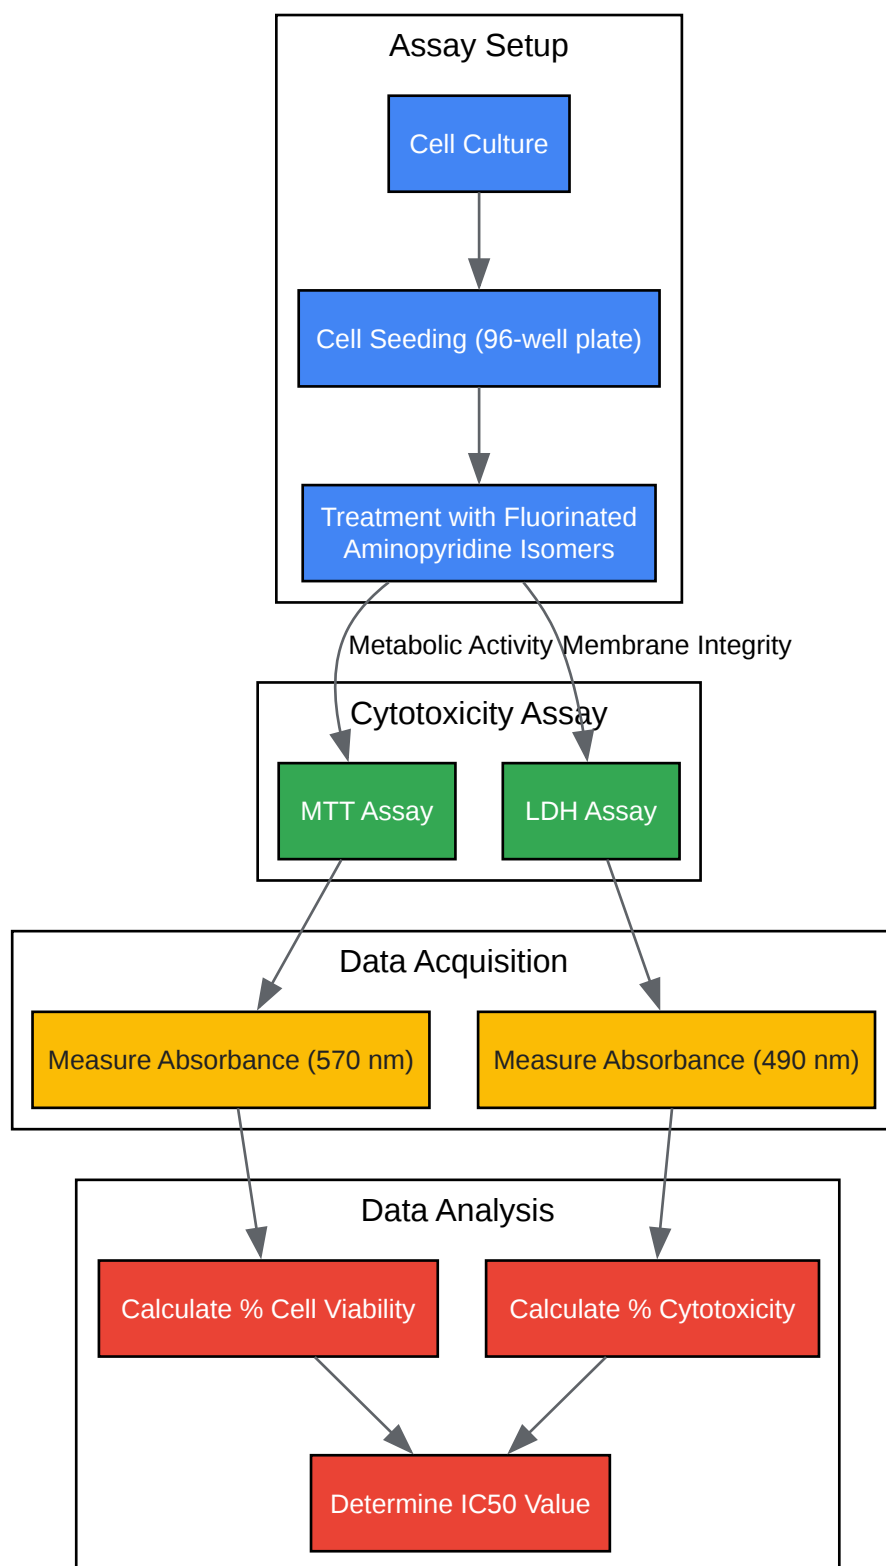 Assay Setup
Cell Culture
Cell Seeding (96-well plate)
Treatment with Fluorinated
Aminopyridine Isomers
Metabolic Activity
Membrane Integrity
Cytotoxicity Assay
MTT Assay
LDH Assay
Data Acquisition
Measure Absorbance (570 nm)
Measure Absorbance (490 nm)
Data Analysis
Calculate % Cell Viability
Calculate % Cytotoxicity
Determine IC50 Value